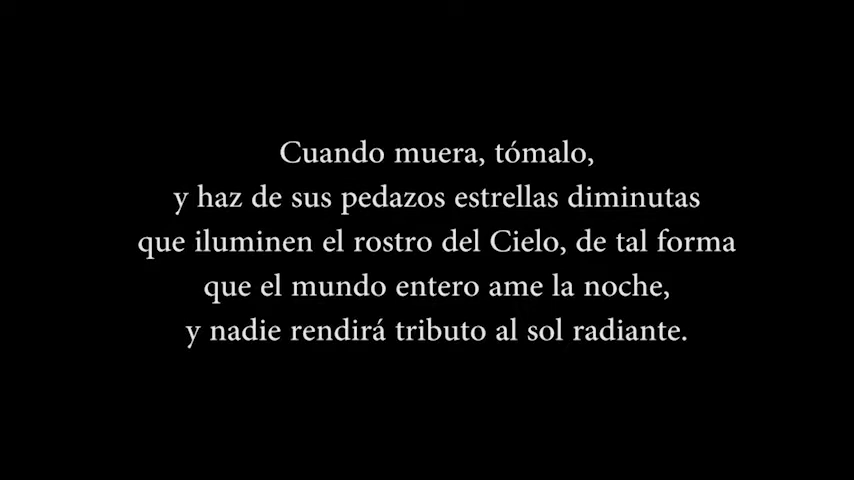 Cuando muera, tómalo,
y haz de sus pedazos estrellas diminutas
que iluminen el rostro del Cielo, de tal forma
que el mundo entero ame la noche,
y nadie rendirá tributo al sol radiante.